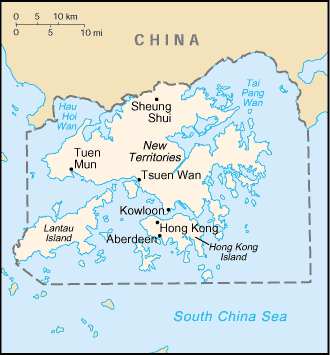 0 5 10 km
0 5 10 mi
CHINA
Tai
Pang
Wan
Hau
Hoi
Wan
Sheung
Shui
New
Territories
Tuen
Mun
Tsuen Wan
Kowloon
Lantau
Island
Hong Kong
Aberdeen
Hong Kong
Island
South China Sea